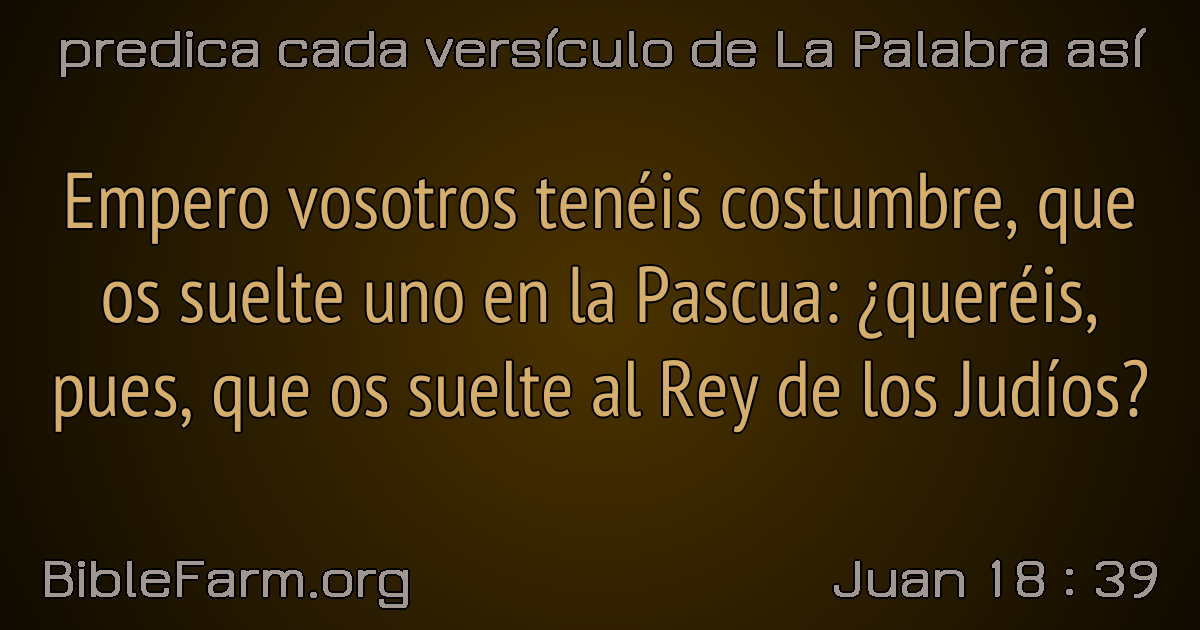 predica cada versículo de La Palabra así
Empero vosotros tenéis costumbre, que
os suelte uno en la Pascua: ¿queréis,
pues, que os suelte al Rey de los Judíos?
BibleFarm.org
Juan 18 : 39